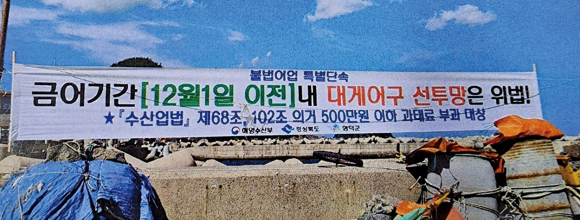 불법어업 특별단속
금어기간[12월1일 이전]내 대게어구 선투망은 위법!
★『수산업법』 제68조, 102조 의거 500만원 이하 과태료 부과 대상
해양수산부 경상북도 영덕군